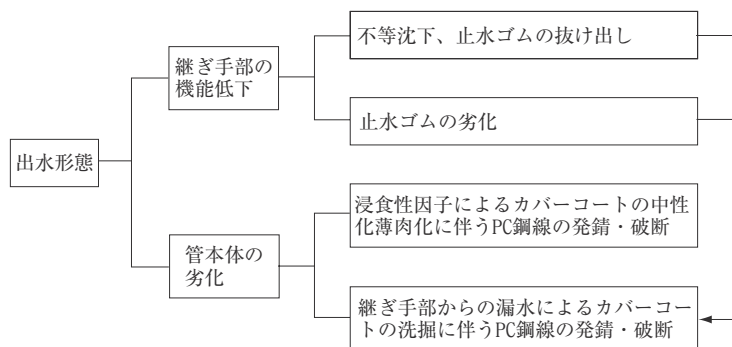 不等沈下、止水ゴムの抜け出し
継ぎ手部の
機能低下
止水ゴムの劣化
出水形態
浸食性因子によるカバーコートの中性
化薄肉化に伴うPC鋼線の発錆・破断
管本体の
劣化
継ぎ手部からの漏水によるカバーコー
トの洗掘に伴うPC鋼線の発錆・破断